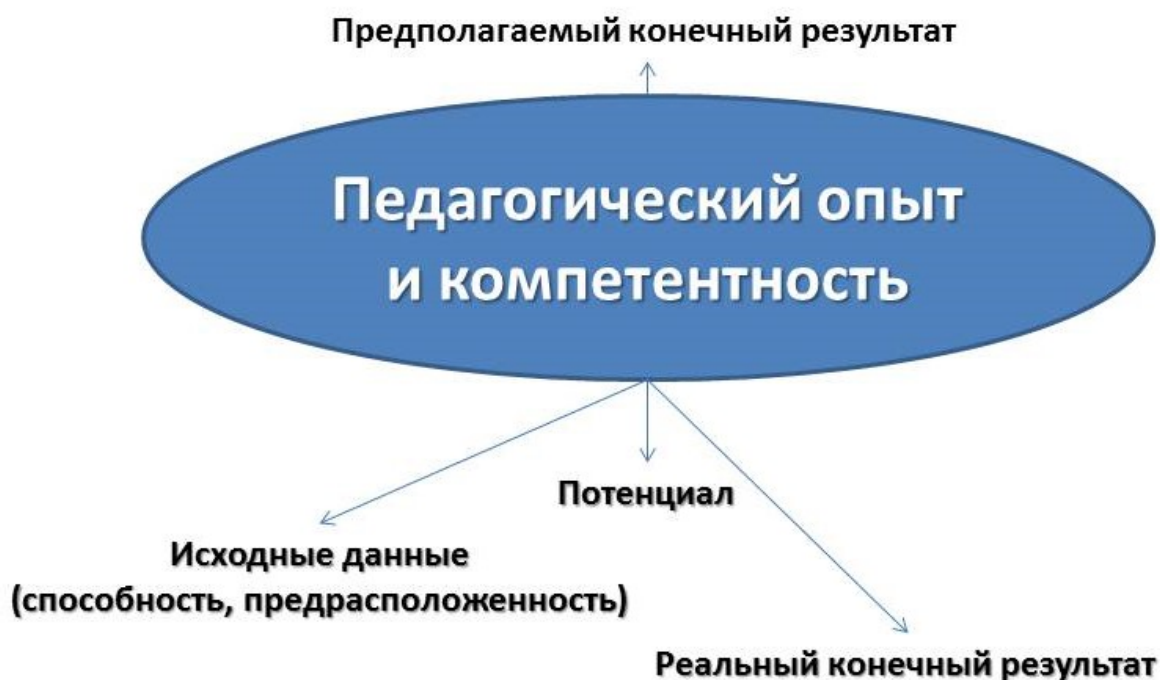 Предполагаемый конечный результат
Педагогический опыт
и компетентность
Потенциал
Исходные данные
(способность, предрасположенность)
Реальный конечный результат